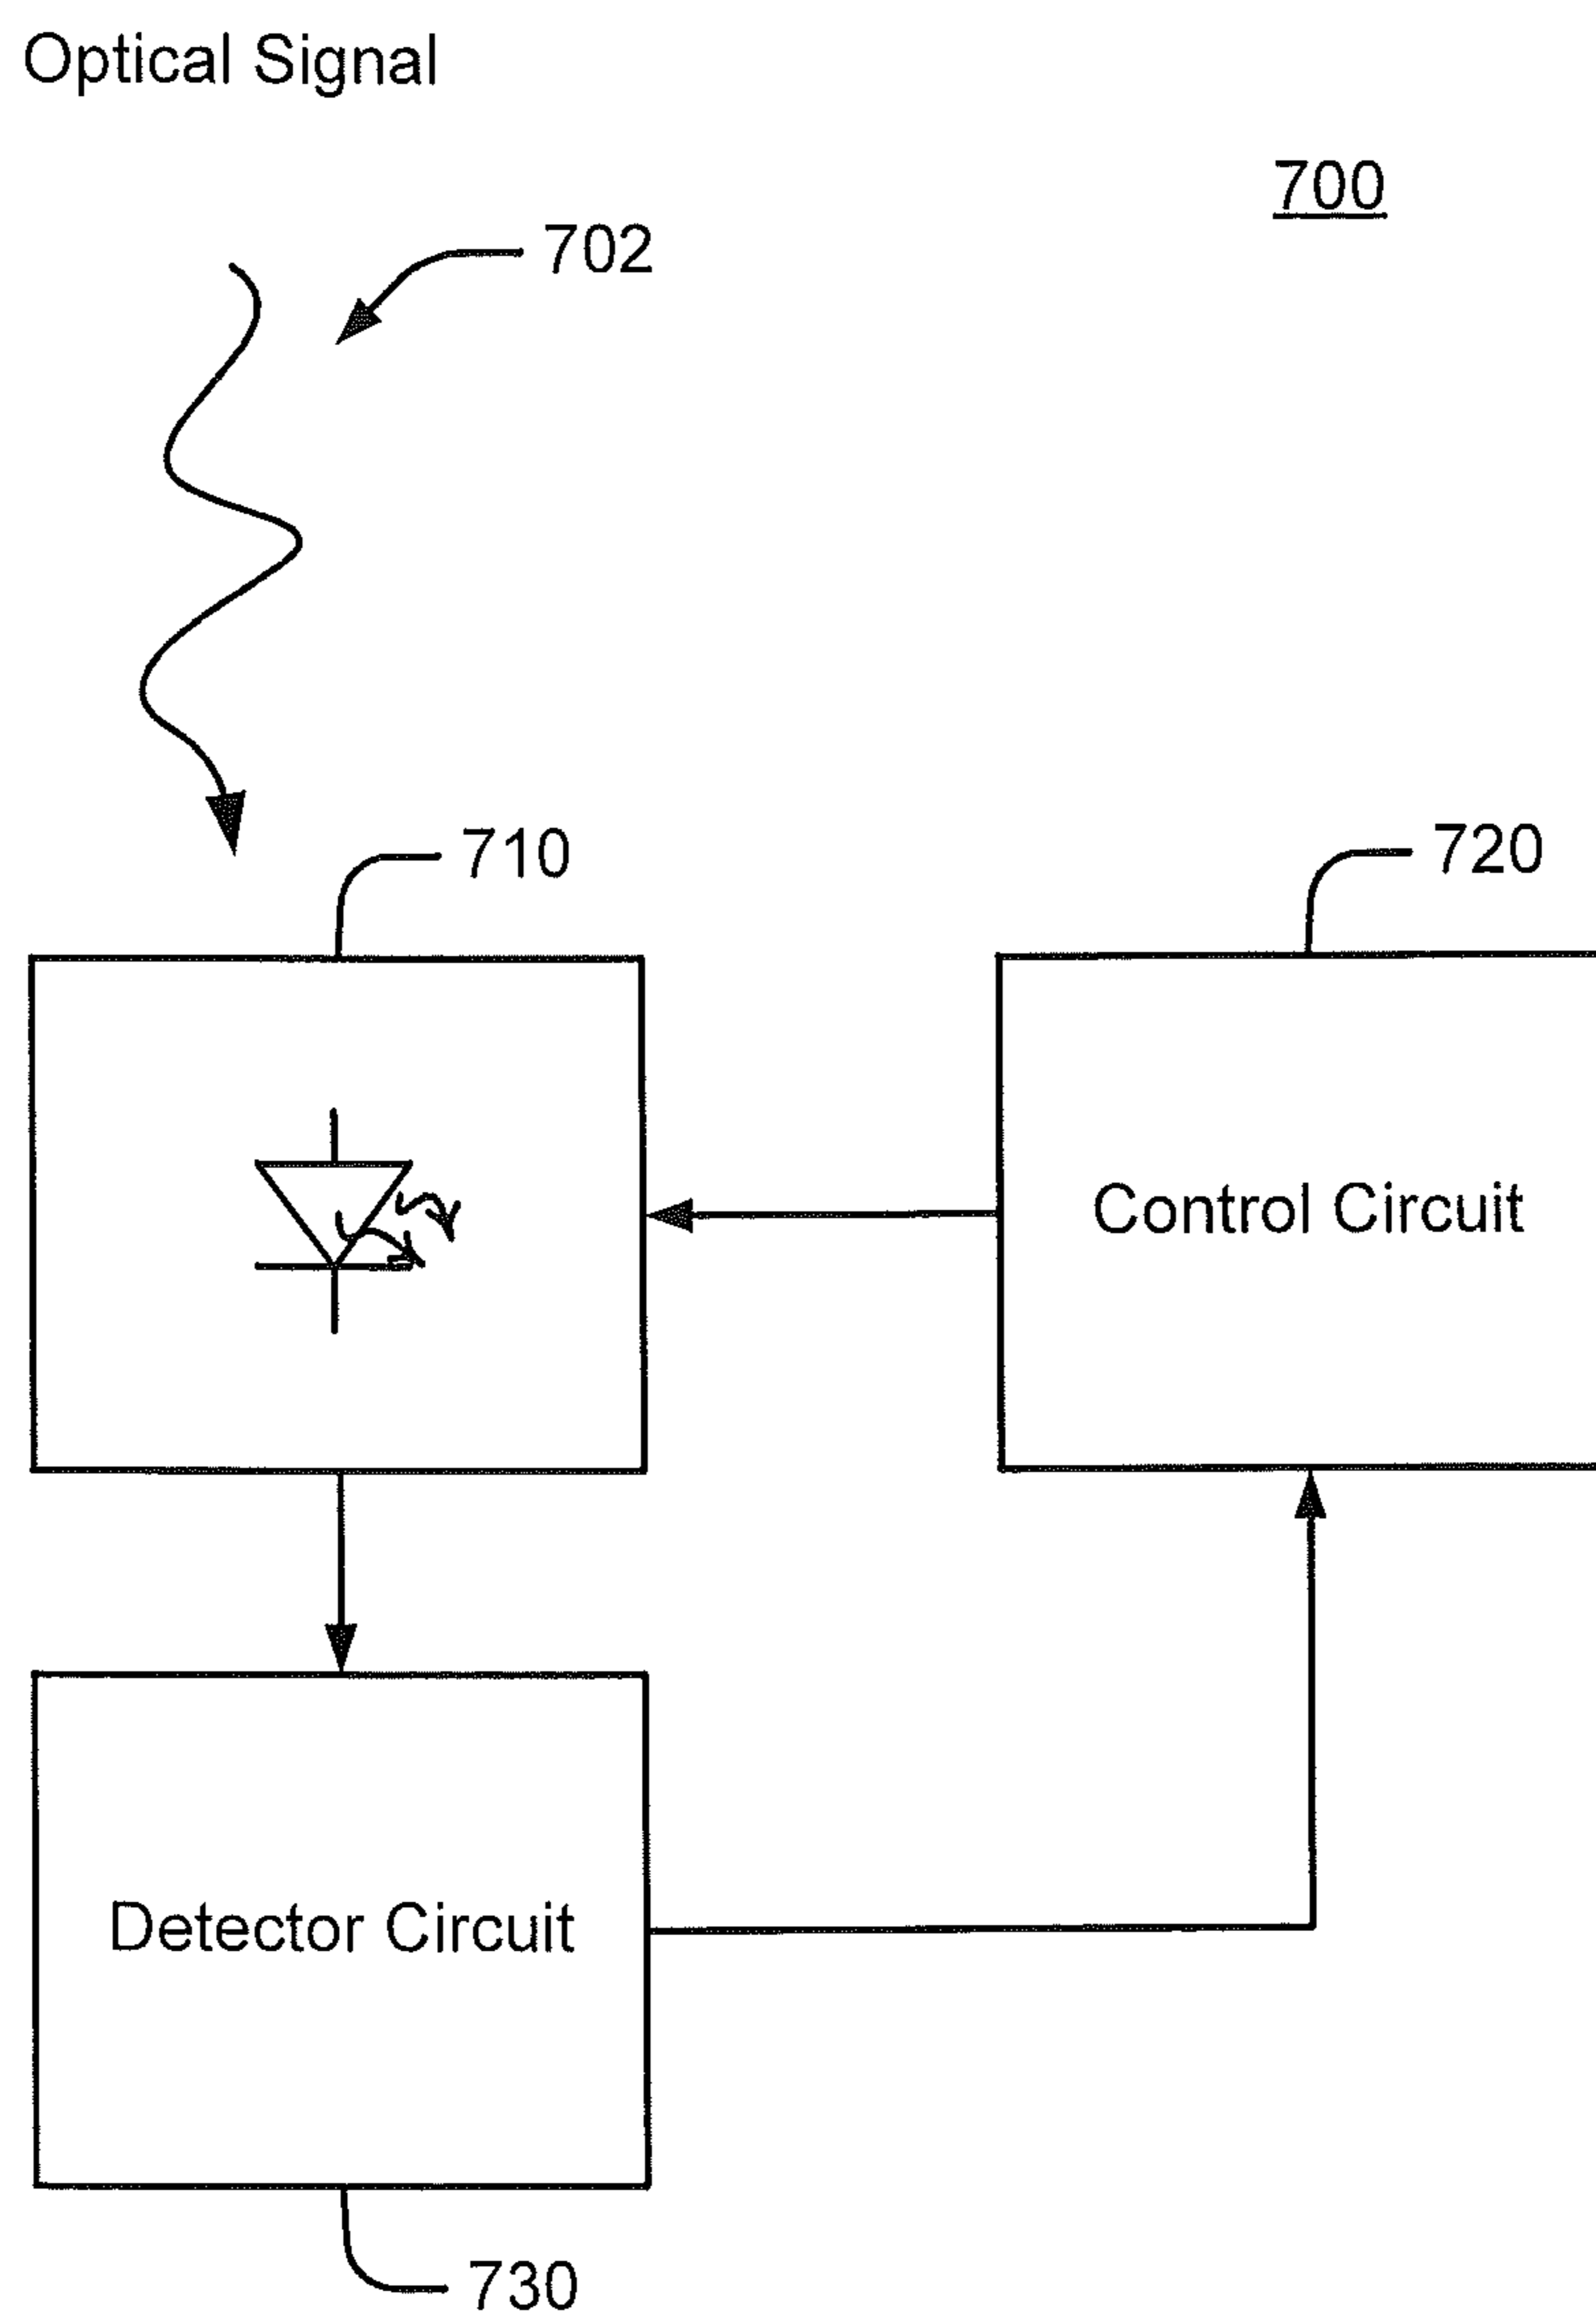 Optical Signal
700
702
710
720
Control Circuit
Detector Circuit
730